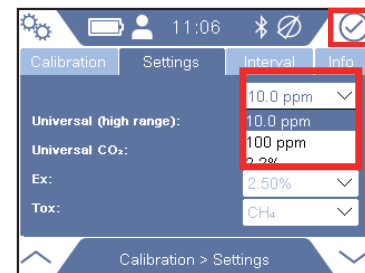 11:06
Calibration Settings Interval Info
10.0 ppm
Universal (high range): 10.0 ppm
100 ppm
Universal CO₂:
Ex: 2.50%
Tox: CH₄
Calibration > Settings